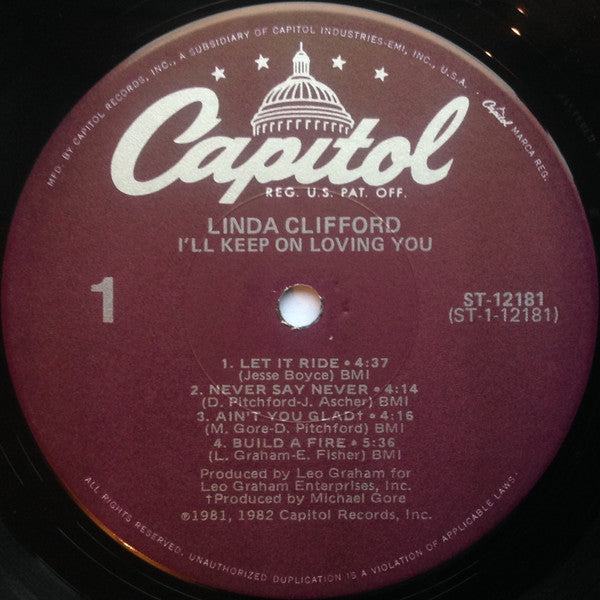 MFD. BY CAPITOL RECORDS, INC., A SUBSIDIARY OF CAPITOL INDUSTRIES-EMI, INC., U.S.A.
Capitol MARCA REG.
Capitol
REG. U.S. PAT. OFF.
LINDA CLIFFORD
I'LL KEEP ON LOVING YOU
1
ST-12181
(ST-1-12181)
1. LET IT RIDE • 4:37
(Jesse Boyce) BMI
2. NEVER SAY NEVER • 4:14
(D. Pitchford-J. Ascher) BMI
3. AIN'T YOU GLAD† • 4:16
(M. Gore-D. Pitchford) BMI
4. BUILD A FIRE • 5:36
(L. Graham-E. Fisher) BMI
Produced by Leo Graham for
Leo Graham Enterprises, Inc.
†Produced by Michael Gore
℗1981, 1982 Capitol Records, Inc.
ALL RIGHTS RESERVED. UNAUTHORIZED DUPLICATION IS A VIOLATION OF APPLICABLE LAWS.